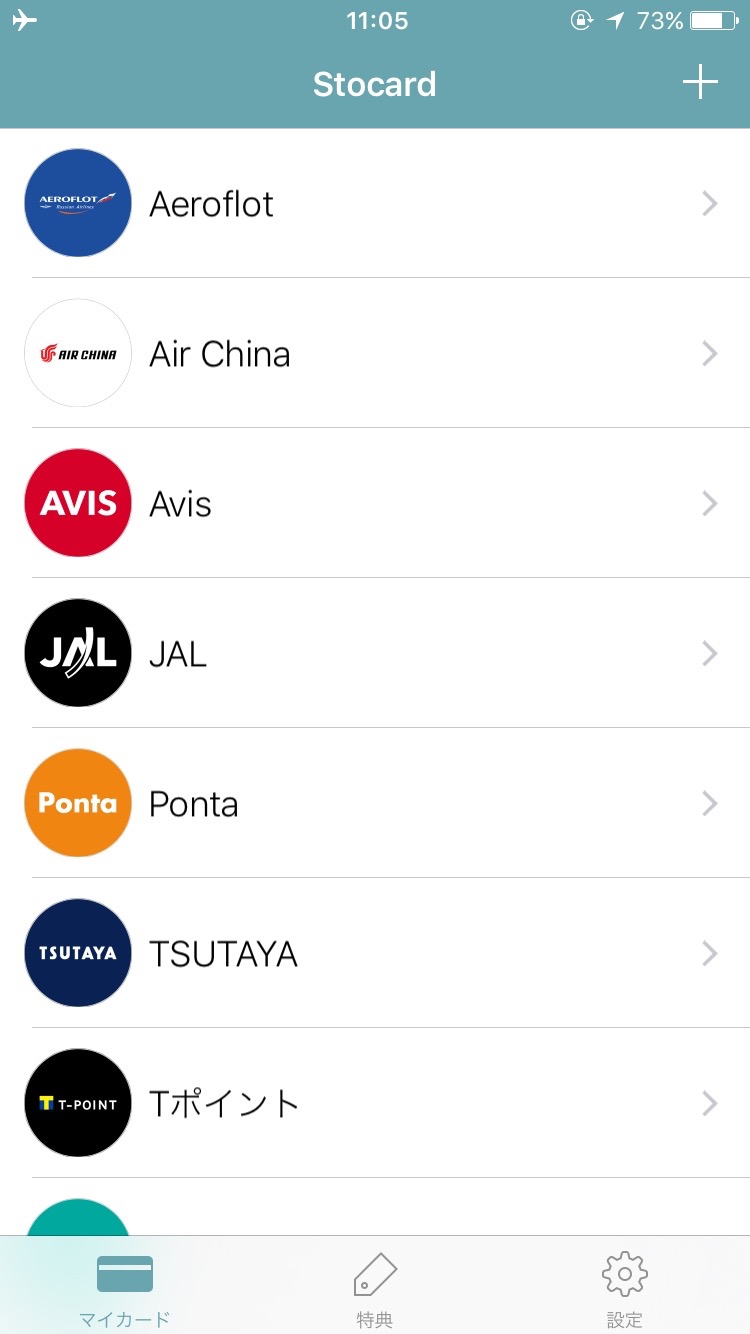 11:05
73%
Stocard
AEROFLOT
Russian Airlines
Aeroflot
AIR CHINA
Air China
AVIS
Avis
JAL
JAL
Ponta
Ponta
TSUTAYA
TSUTAYA
T T-POINT
Tポイント
マイカード
特典
設定